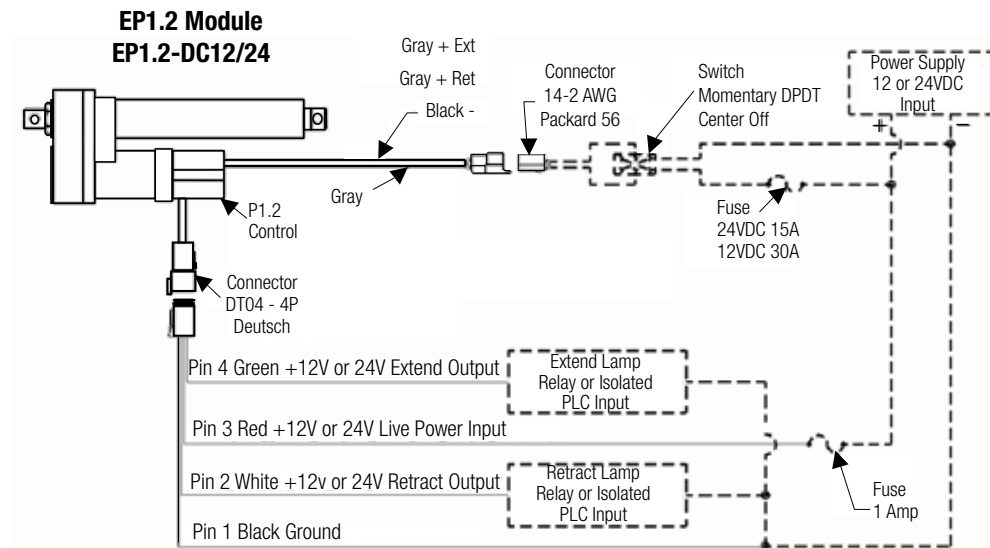 EP1.2 Module
EP1.2-DC12/24
Gray + Ext
Gray + Ret
Black -
Gray
Connector
14-2 AWG
Packard 56
Switch
Momentary DPDT
Center Off
Power Supply
12 or 24VDC
Input
+
–
Fuse
24VDC 15A
12VDC 30A
P1.2
Control
Connector
DT04 - 4P
Deutsch
Pin 4 Green +12V or 24V Extend Output
Extend Lamp
Relay or Isolated
PLC Input
Pin 3 Red +12V or 24V Live Power Input
Pin 2 White +12v or 24V Retract Output
Retract Lamp
Relay or Isolated
PLC Input
Fuse
1 Amp
Pin 1 Black Ground